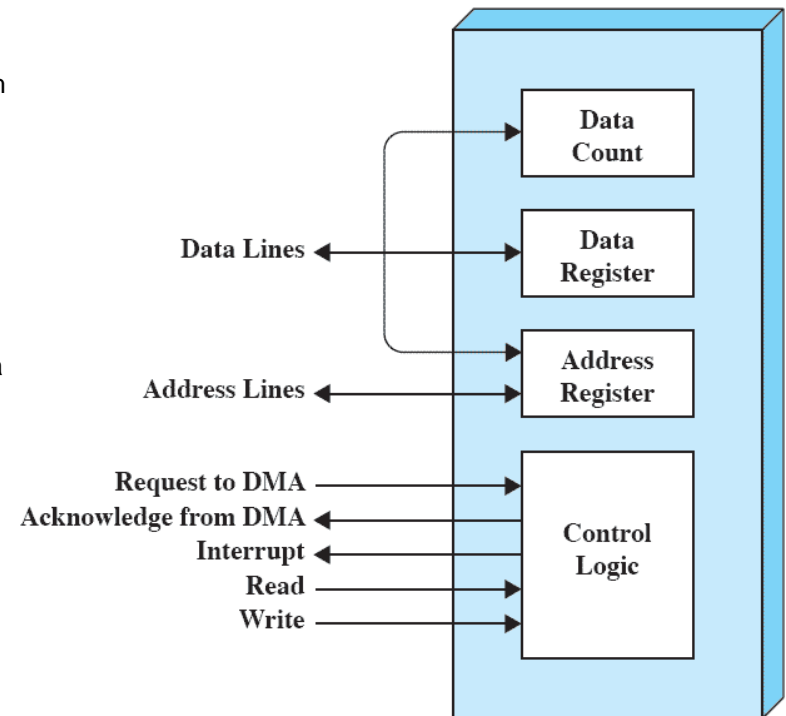 n
Data
Count
Data Lines
Data
Register
a
Address
Register
Address Lines
Request to DMA
Acknowledge from DMA
Interrupt
Read
Write
Control
Logic